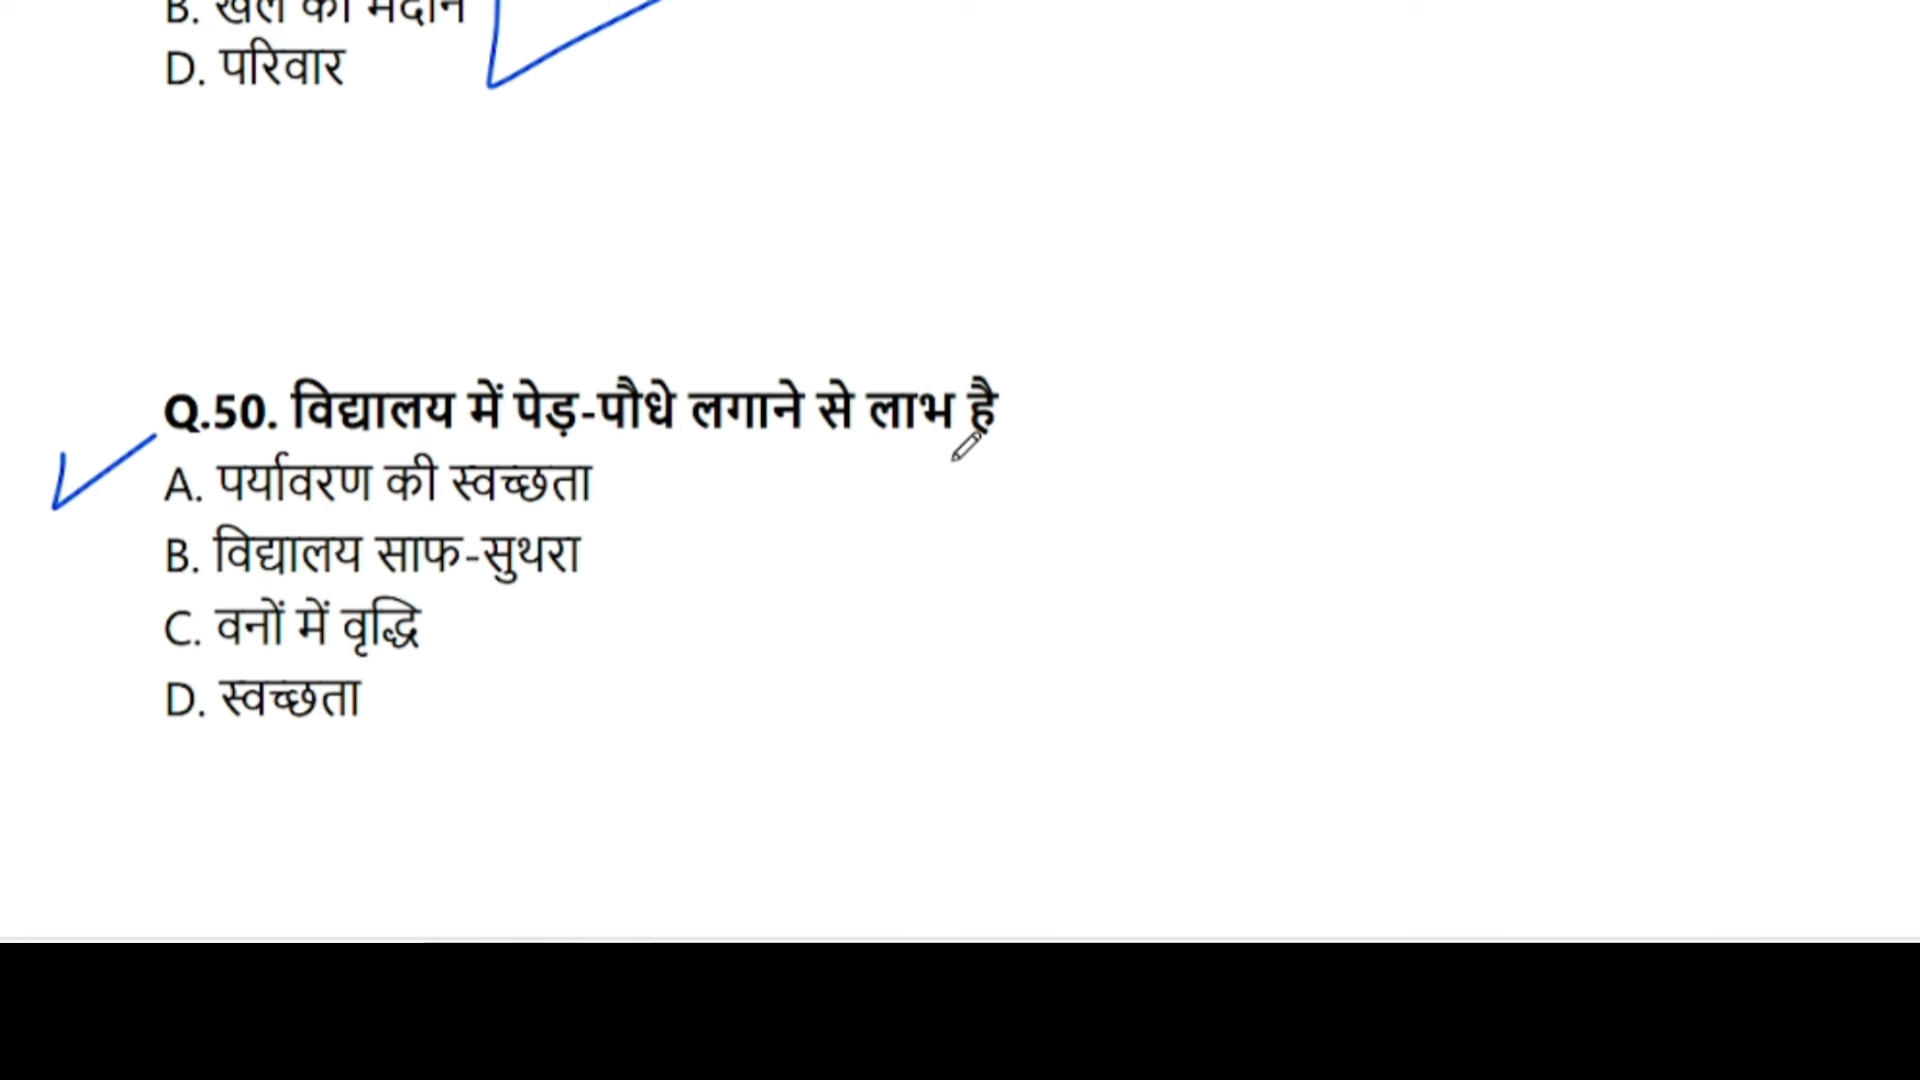 B. खेल का मैदान
D. परिवार
Q.50. विद्यालय में पेड़-पौधे लगाने से लाभ है
A. पर्यावरण की स्वच्छता
B. विद्यालय साफ-सुथरा
C. वनों में वृद्धि
D. स्वच्छता